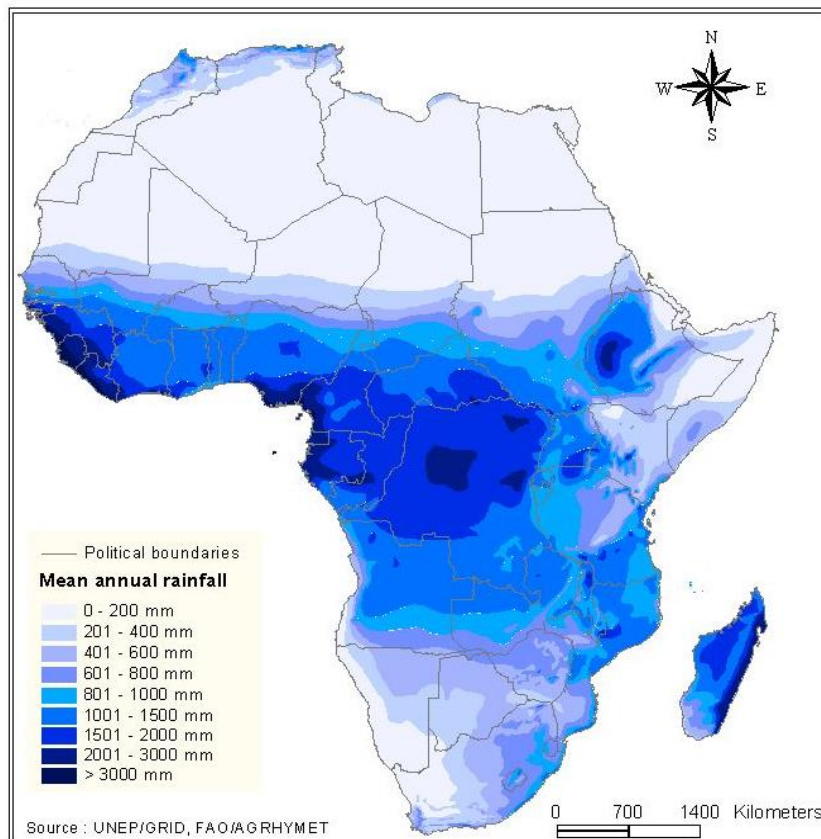 N
W E
S
Political boundaries
Mean annual rainfall
0 - 200 mm
201 - 400 mm
401 - 600 mm
601 - 800 mm
801 - 1000 mm
1001 - 1500 mm
1501 - 2000 mm
2001 - 3000 mm
> 3000 mm
Source : UNEP/GRID, FAO/AGRHYMET
0 700 1400 Kilometers